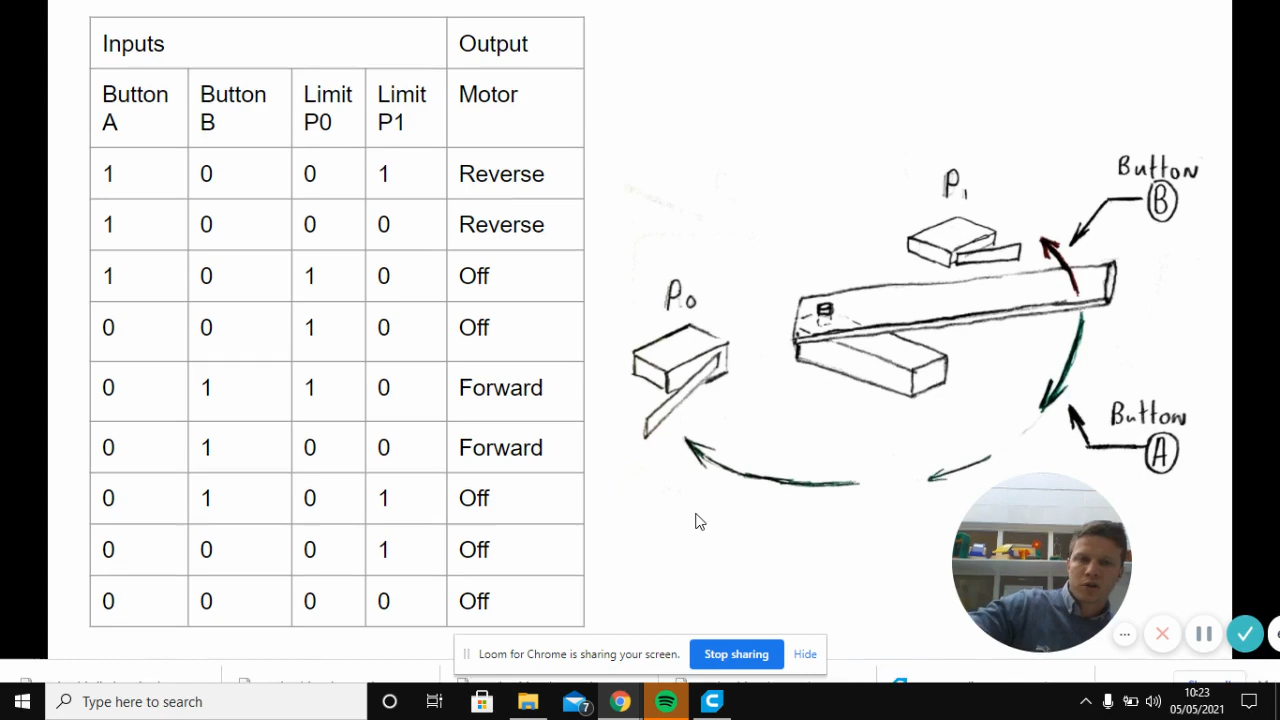 Inputs Output
Button A Button B Limit P0 Limit P1 Motor
1 0 0 1 Reverse
1 0 0 0 Reverse
1 0 1 0 Off
0 0 1 0 Off
0 1 1 0 Forward
0 1 0 0 Forward
0 1 0 1 Off
0 0 0 1 Off
0 0 0 0 Off
Button
B
P1
P0
Button
A
Loom for Chrome is sharing your screen. Stop sharing Hide
Type here to search
7
10:23
05/05/2021